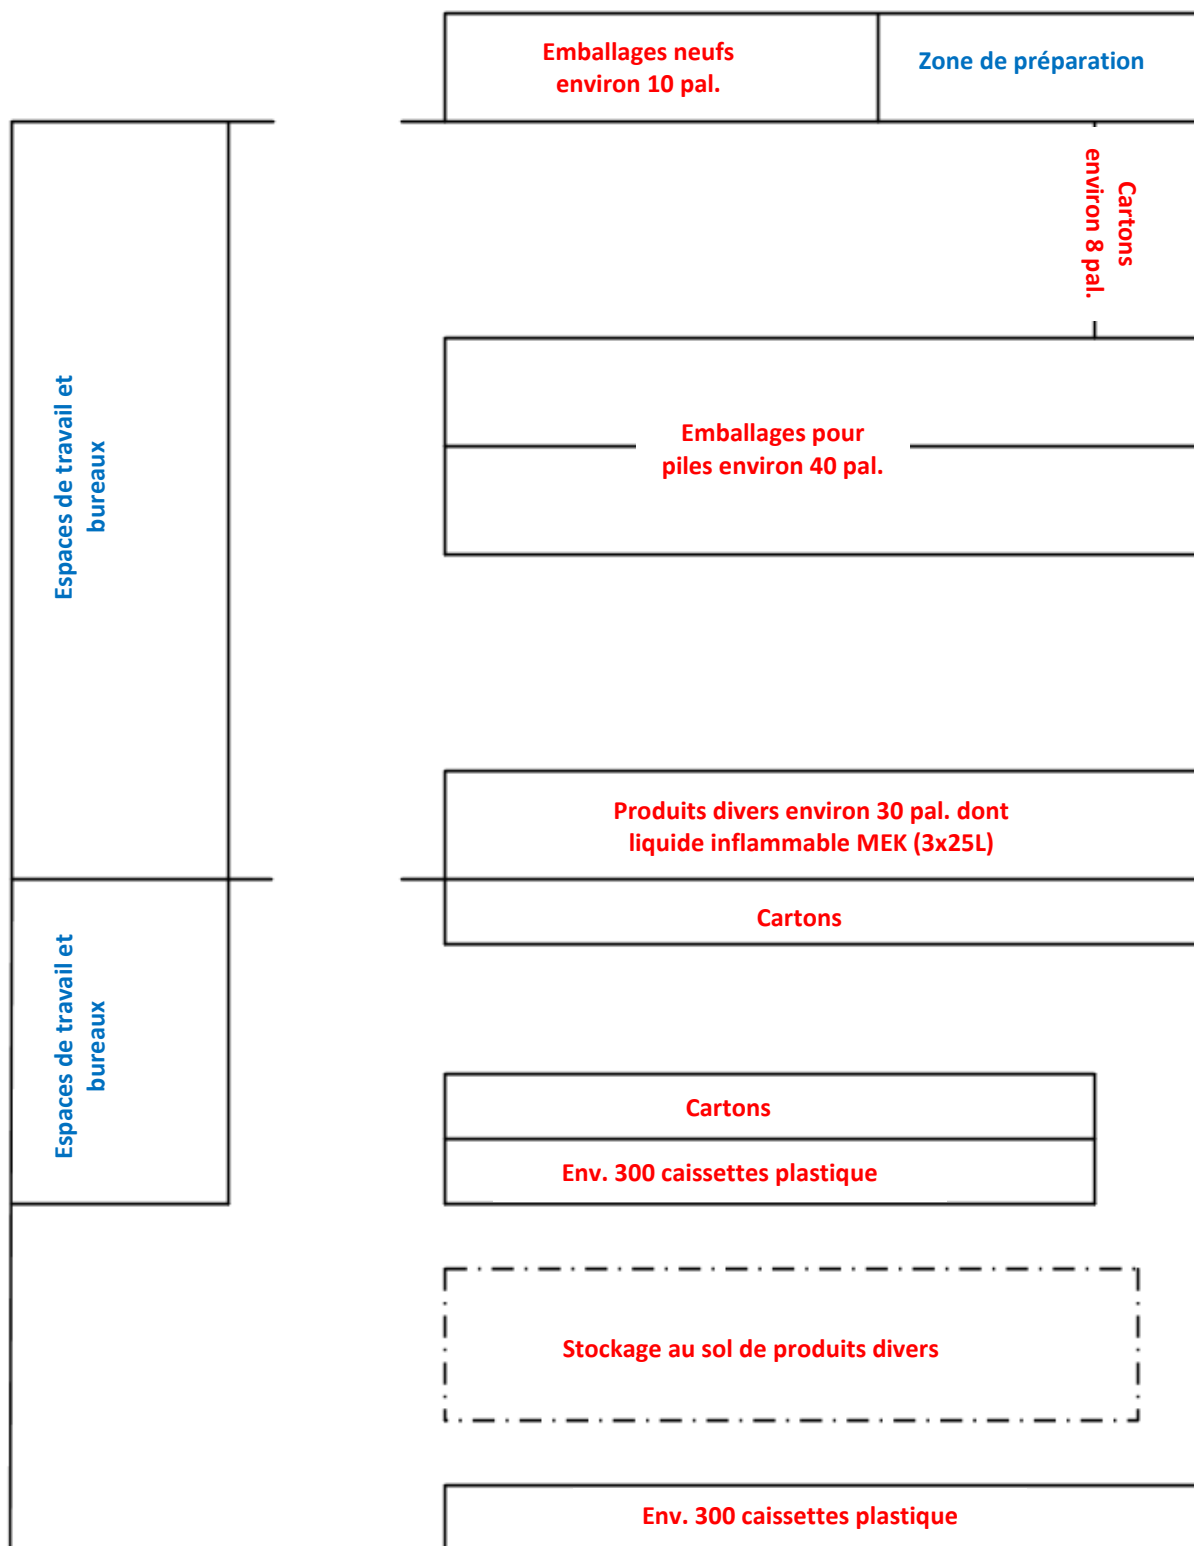 Emballages neufs
environ 10 pal.
Zone de préparation
Cartons
environ 8 pal.
Espaces de travail et
bureaux
Emballages pour
piles environ 40 pal.
Produits divers environ 30 pal. dont
liquide inflammable MEK (3x25L)
Cartons
Espaces de travail et
bureaux
Cartons
Env. 300 caissettes plastique
Stockage au sol de produits divers
Env. 300 caissettes plastique